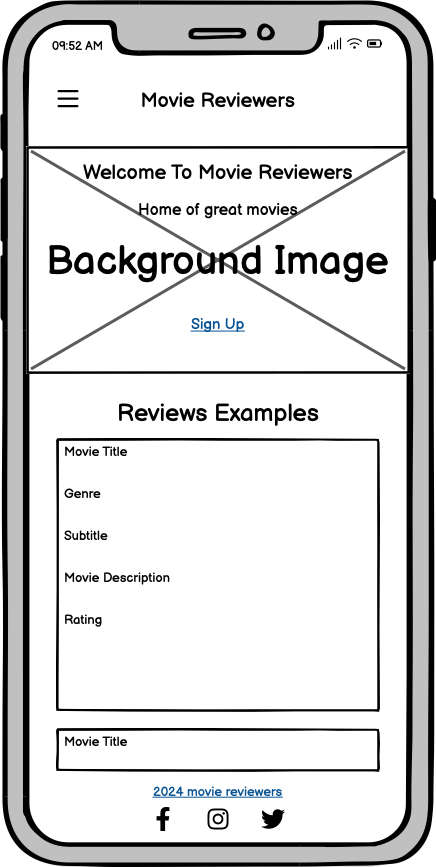 09:52 AM
Movie Reviewers
Welcome To Movie Reviewers
Home of great movies
Background Image
Sign Up
Reviews Examples
Movie Title
Genre
Subtitle
Movie Description
Rating
Movie Title
2024 movie reviewers